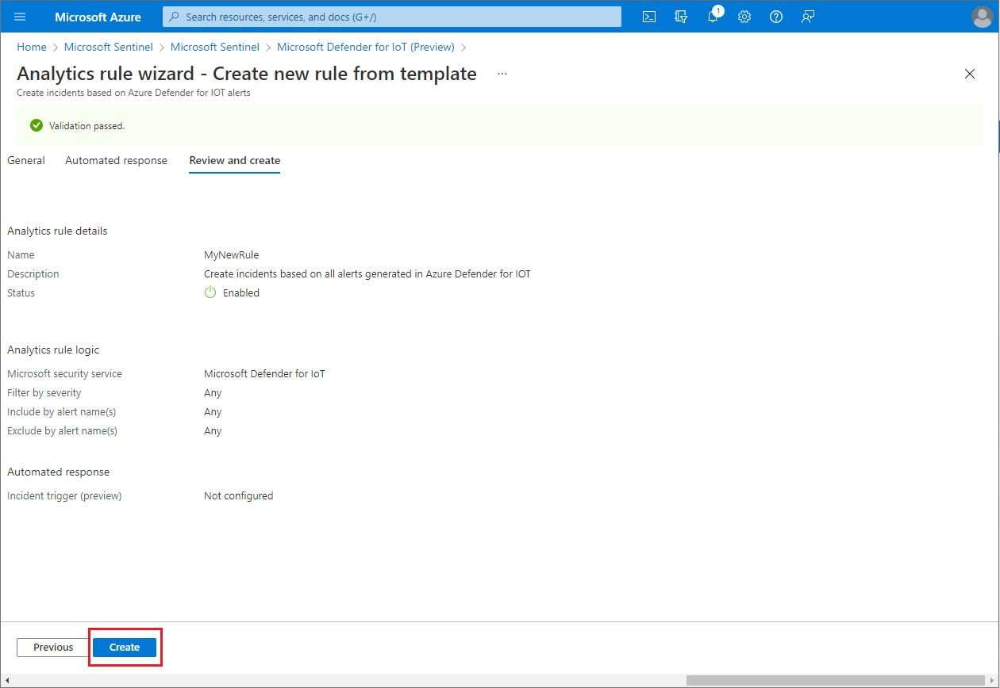 Microsoft Azure
Search resources, services, and docs (G+/)
1
Home > Microsoft Sentinel > Microsoft Sentinel > Microsoft Defender for IoT (Preview) >
Analytics rule wizard - Create new rule from template ...
Create incidents based on Azure Defender for IOT alerts
Validation passed.
General Automated response Review and create
Analytics rule details
Name MyNewRule
Description Create incidents based on all alerts generated in Azure Defender for IOT
Status Enabled
Analytics rule logic
Microsoft security service Microsoft Defender for IoT
Filter by severity Any
Include by alert name(s) Any
Exclude by alert name(s) Any
Automated response
Incident trigger (preview) Not configured
Previous Create